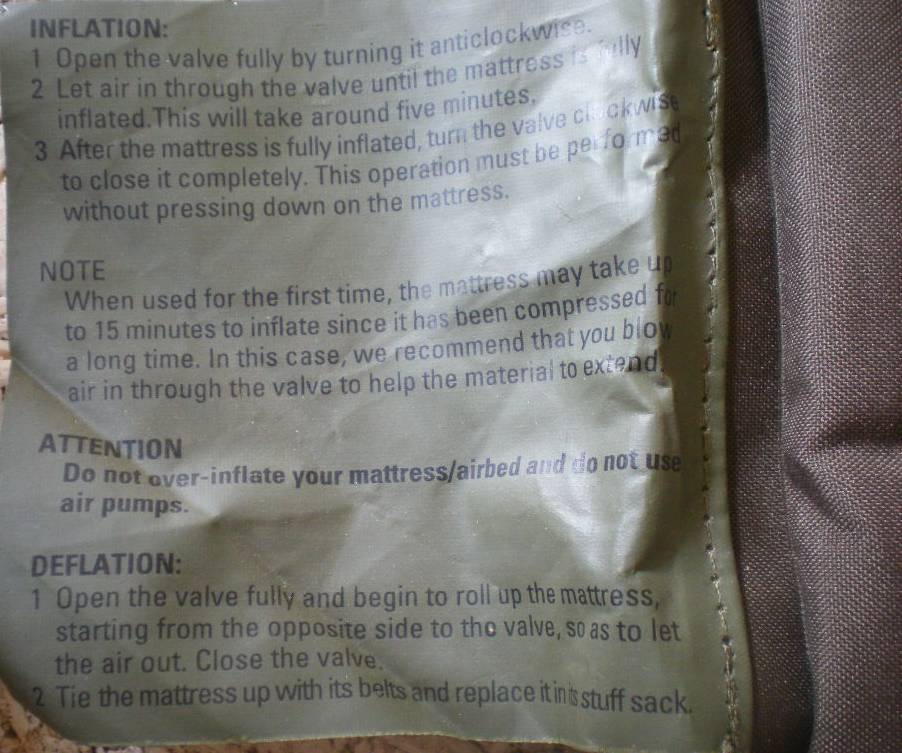 INFLATION:
1 Open the valve fully by turning it anticlockwise.
2 Let air in through the valve until the mattress is fully
inflated. This will take around five minutes.
3 After the mattress is fully inflated, turn the valve clockwise
to close it completely. This operation must be performed
without pressing down on the mattress.
NOTE
When used for the first time, the mattress may take up
to 15 minutes to inflate since it has been compressed for
a long time. In this case, we recommend that you blow
air in through the valve to help the material to extend.
ATTENTION
Do not over-inflate your mattress/airbed and do not use
air pumps.
DEFLATION:
1 Open the valve fully and begin to roll up the mattress,
starting from the opposite side to the valve, so as to let
the air out. Close the valve.
2 Tie the mattress up with its belts and replace it in its stuff sack.